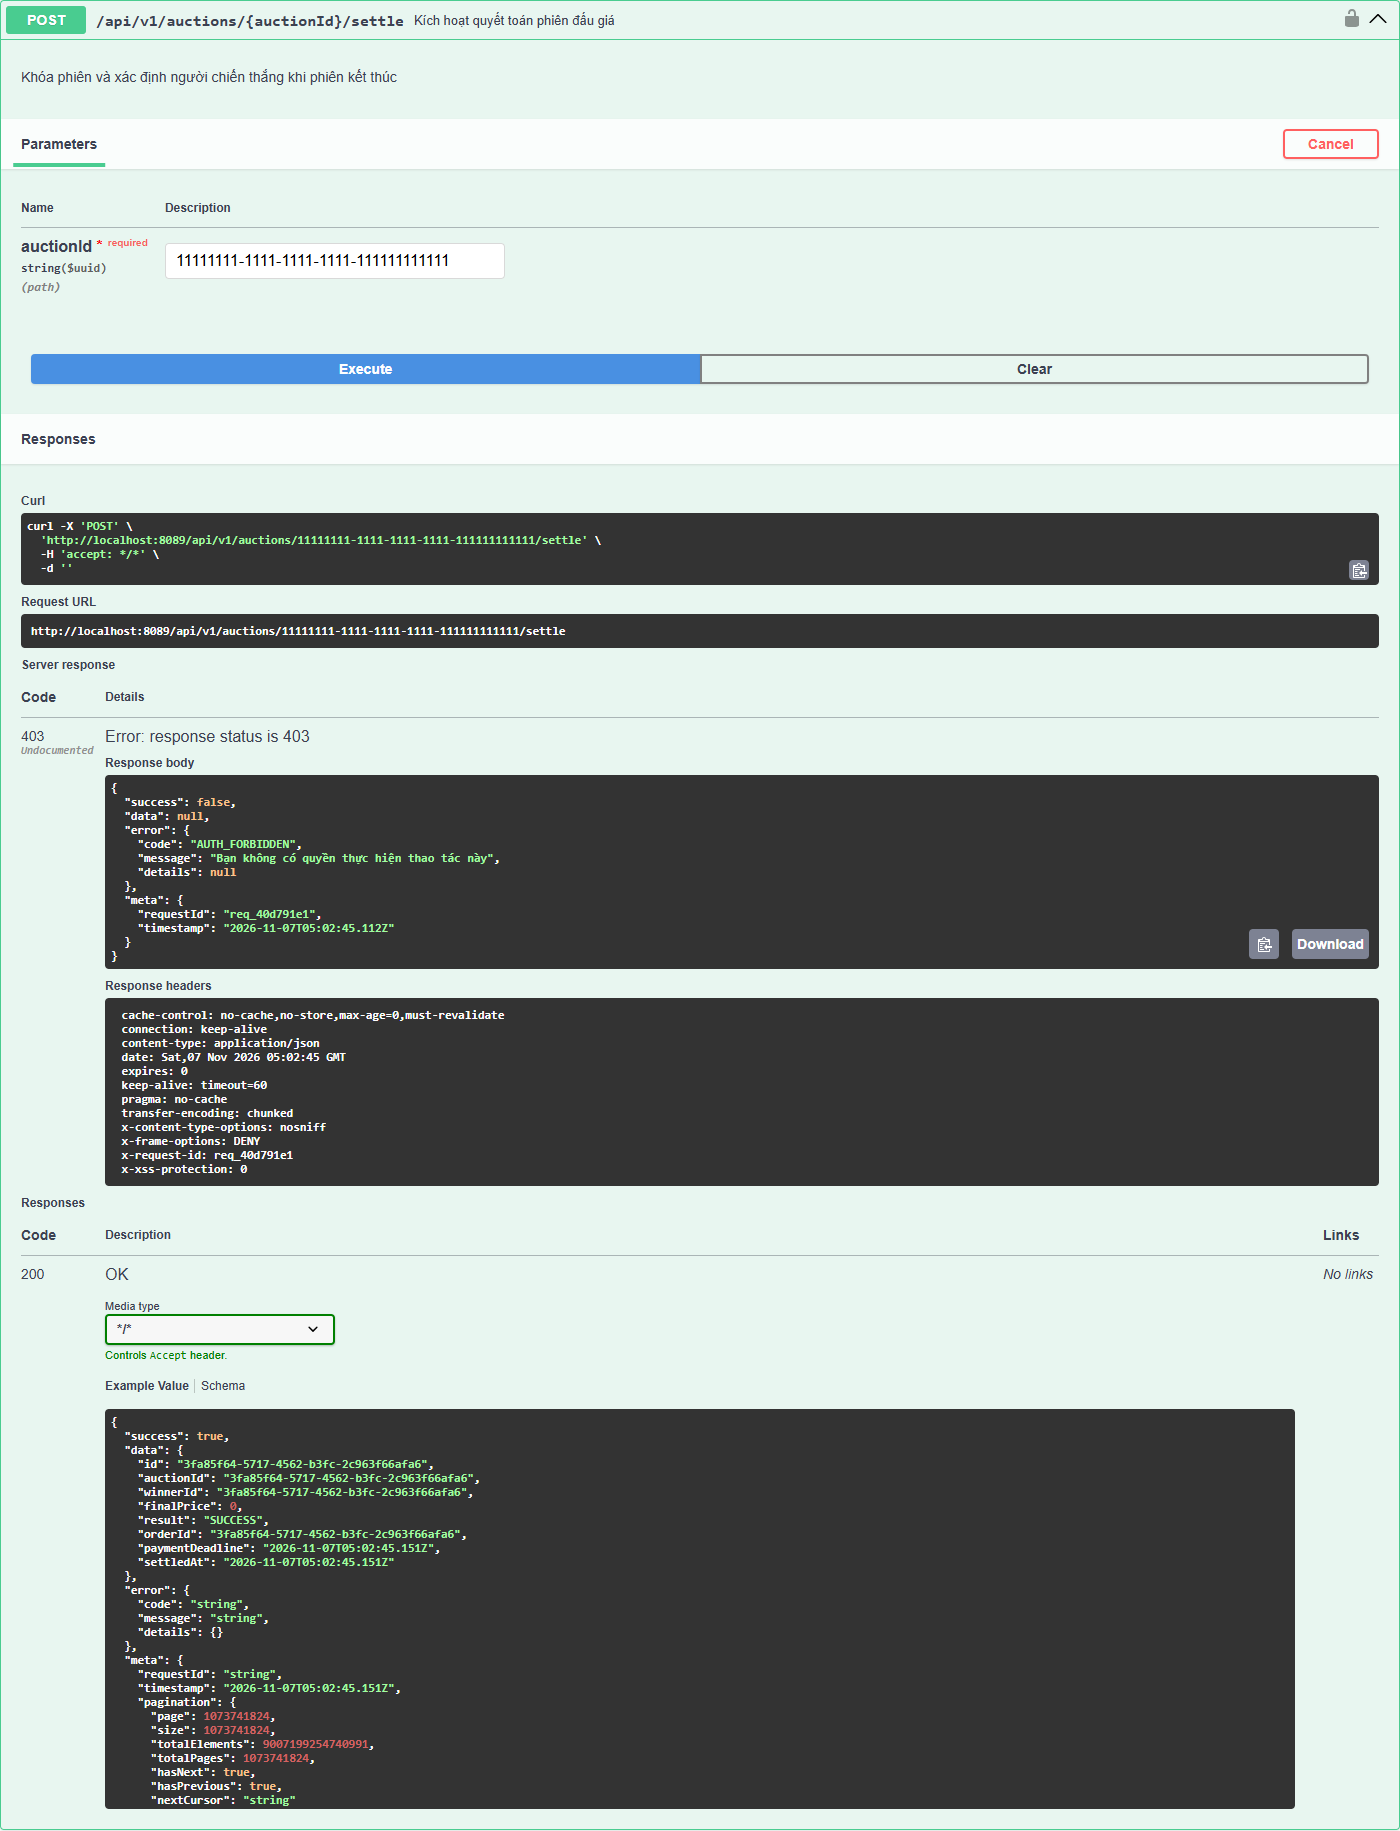 POST /api/v1/auctions/{auctionId}/settle Kích hoạt quyết toán phiên đấu giá
Khóa phiên và xác định người chiến thắng khi phiên kết thúc
Parameters
Cancel
Name Description
auctionId * required
string($uuid)
(path)
11111111-1111-1111-1111-111111111111
Execute
Clear
Responses
Curl
curl -X 'POST' \
'http://localhost:8089/api/v1/auctions/11111111-1111-1111-1111-111111111111/settle' \
-H 'accept: */*' \
-d ''
Request URL
http://localhost:8089/api/v1/auctions/11111111-1111-1111-1111-111111111111/settle
Server response
Code Details
403
Undocumented
Error: response status is 403
Response body
{
"success": false,
"data": null,
"error": {
"code": "AUTH_FORBIDDEN",
"message": "Bạn không có quyền thực hiện thao tác này",
"details": null
},
"meta": {
"requestId": "req_40d791e1",
"timestamp": "2026-11-07T05:02:45.112Z"
}
}
Download
Response headers
cache-control: no-cache,no-store,max-age=0,must-revalidate
connection: keep-alive
content-type: application/json
date: Sat,07 Nov 2026 05:02:45 GMT
expires: 0
keep-alive: timeout=60
pragma: no-cache
transfer-encoding: chunked
x-content-type-options: nosniff
x-frame-options: DENY
x-request-id: req_40d791e1
x-xss-protection: 0
Responses
Code Description Links
200 OK No links
Media type
*/*
Controls Accept header.
Example Value Schema
{
"success": true,
"data": {
"id": "3fa85f64-5717-4562-b3fc-2c963f66afa6",
"auctionId": "3fa85f64-5717-4562-b3fc-2c963f66afa6",
"winnerId": "3fa85f64-5717-4562-b3fc-2c963f66afa6",
"finalPrice": 0,
"result": "SUCCESS",
"orderId": "3fa85f64-5717-4562-b3fc-2c963f66afa6",
"paymentDeadline": "2026-11-07T05:02:45.151Z",
"settledAt": "2026-11-07T05:02:45.151Z"
},
"error": {
"code": "string",
"message": "string",
"details": {}
},
"meta": {
"requestId": "string",
"timestamp": "2026-11-07T05:02:45.151Z",
"pagination": {
"page": 1073741824,
"size": 1073741824,
"totalElements": 9007199254740991,
"totalPages": 1073741824,
"hasNext": true,
"hasPrevious": true,
"nextCursor": "string"